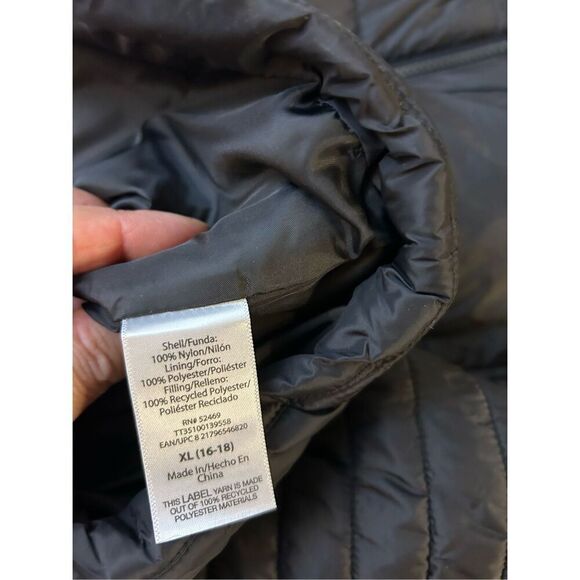 Shell/Funda:
100% Nylon/Nilón
Lining/Forro:
100% Polyester/Poliéster
Filling/Relleno:
100% Recycled Polyester/
Poliéster Reciclado
RN# 52469
TT35100139558
EAN/UPC 8 21796546820
XL (16-18)
Made In/Hecho En
China
THIS LABEL YARN IS MADE
OUT OF 100% RECYCLED
POLYESTER MATERIALS